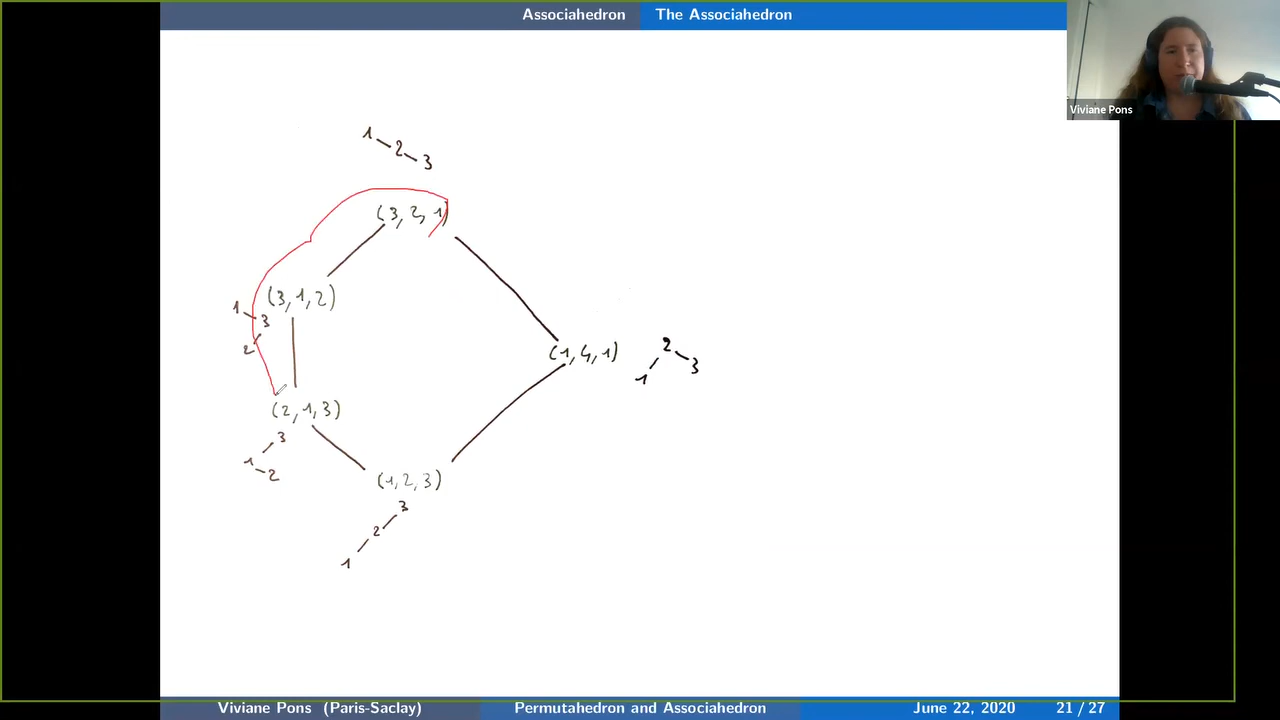 Associahedron The Associahedron
Viviane Pons
1 2 3
(3, 2, 1)
(3, 1, 2)
1 3 2
(1, 4, 1)
2 1 3
(2, 1, 3)
3 1 2
(1, 2, 3)
3 2 1
Viviane Pons (Paris-Saclay) Permutahedron and Associahedron June 22, 2020 21 / 27